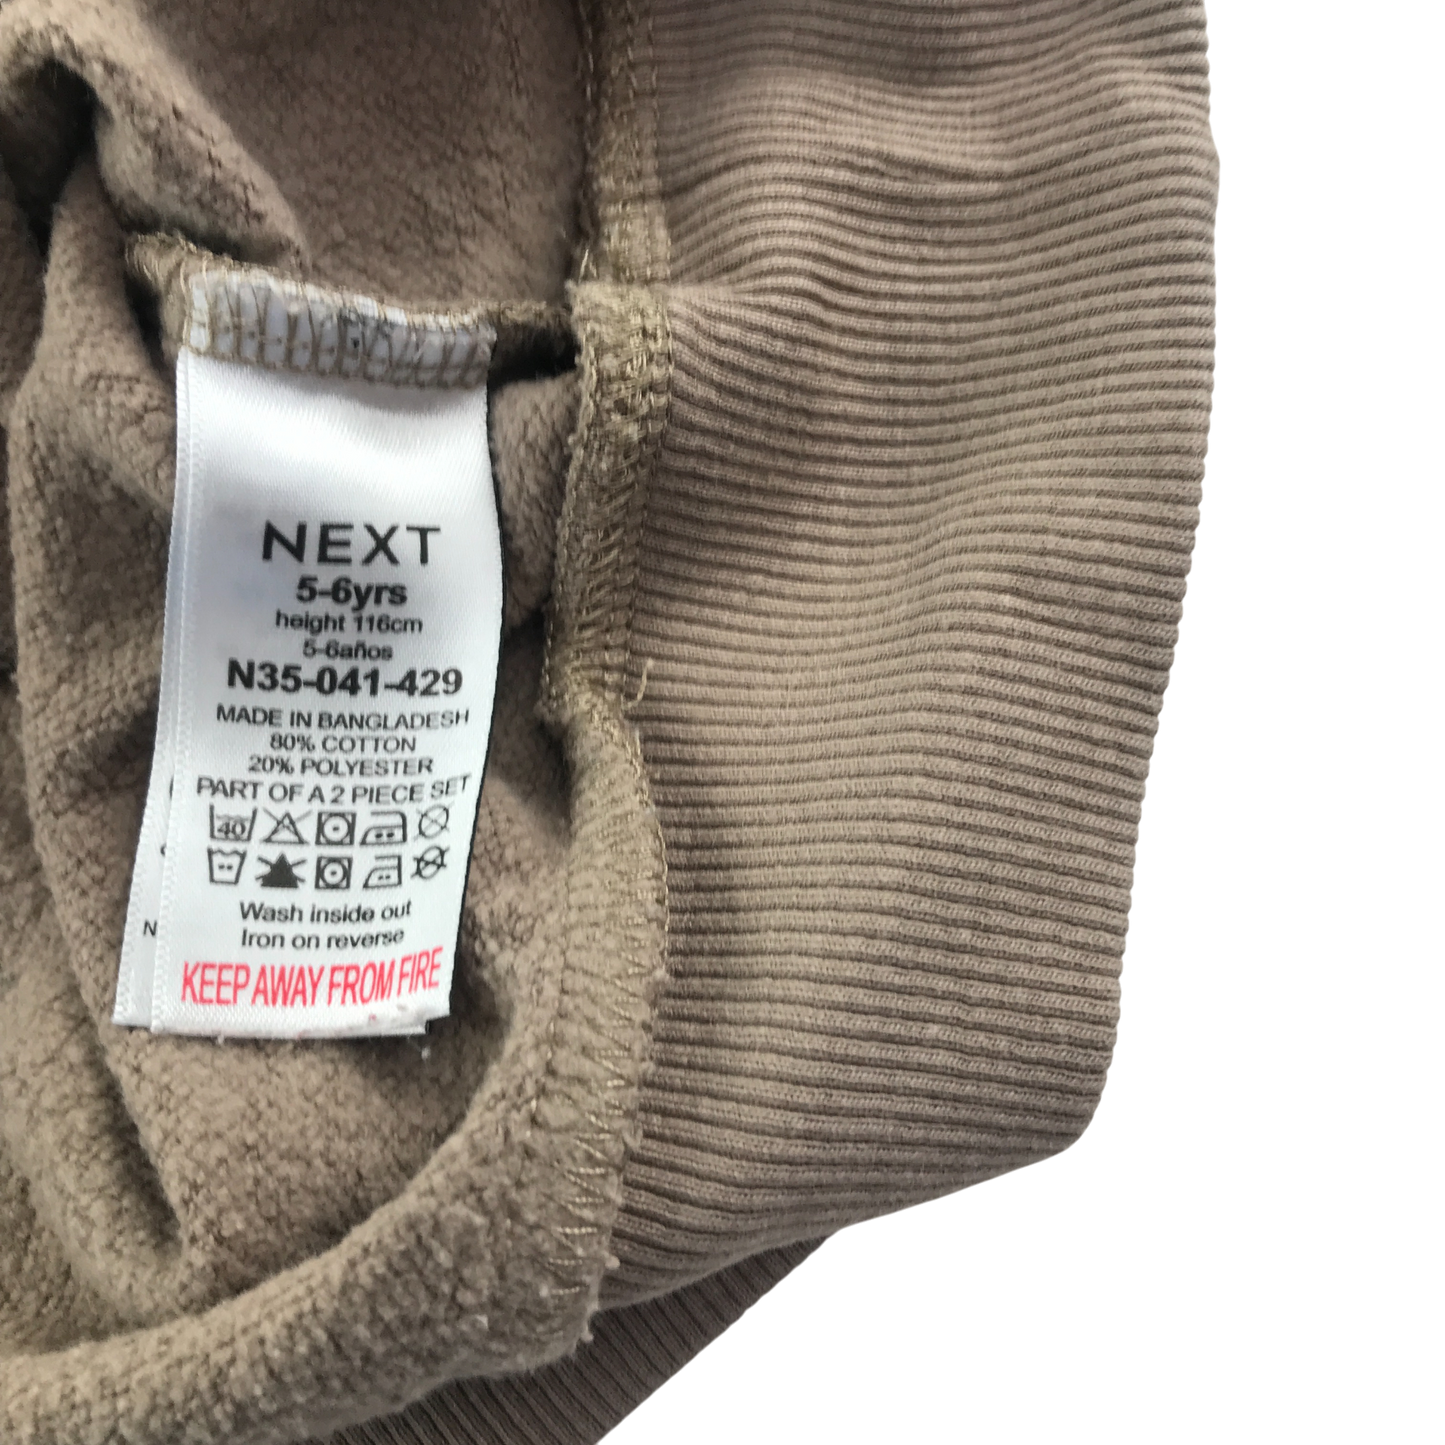 NEXT
5-6yrs
height 116cm
5-6años
N35-041-429
MADE IN BANGLADESH
80% COTTON
20% POLYESTER
PART OF A 2 PIECE SET
40
Wash inside out
Iron on reverse
KEEP AWAY FROM FIRE
N